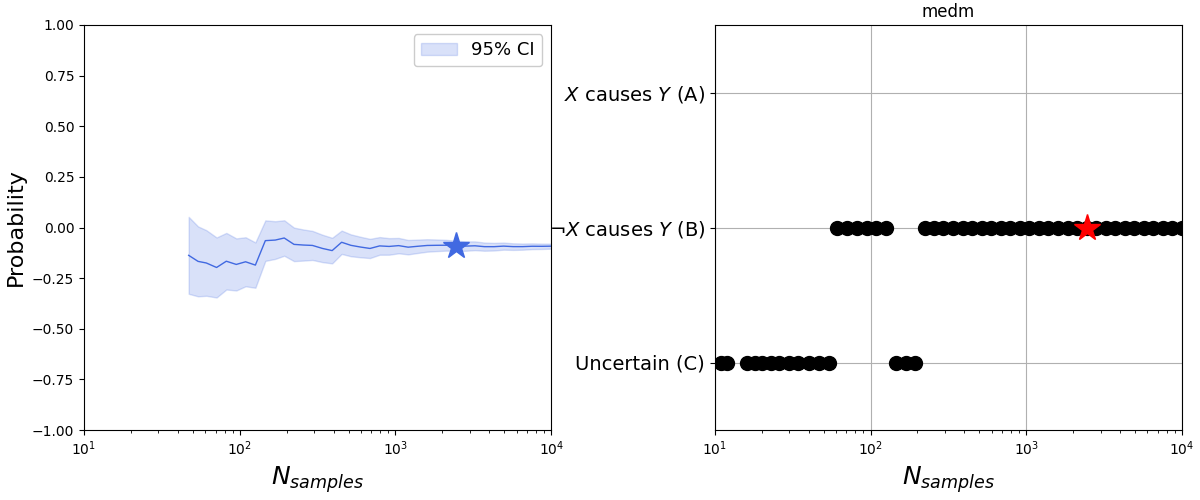 medm
1.00
0.75
0.50
0.25
0.00
−0.25
−0.50
−0.75
−1.00
Probability
95% CI
10¹ 10² 10³ 10⁴
N_samples
X causes Y (A)
¬X causes Y (B)
Uncertain (C)
10¹ 10² 10³ 10⁴
N_samples